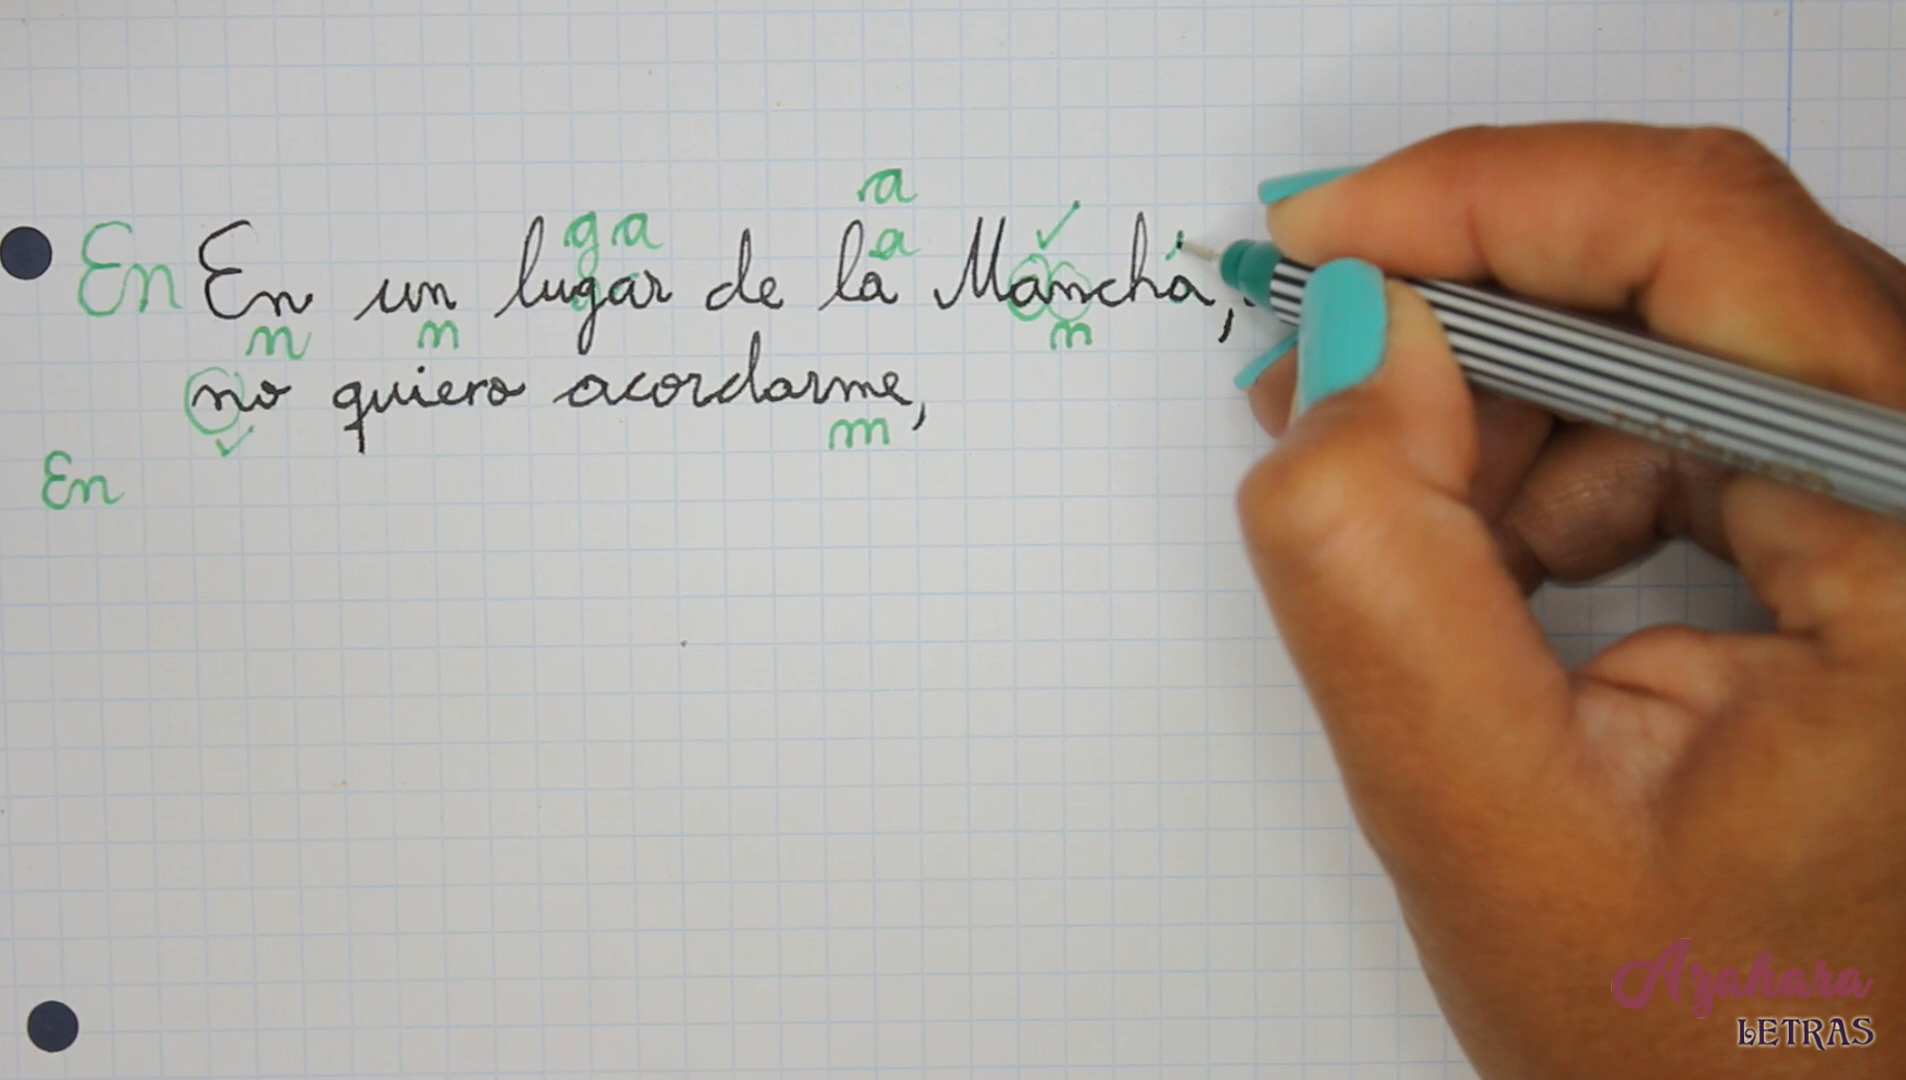 a
g a a ✓
En En un lugar de la Mancha,
n n n
no quiero acordarme,
✓ m
En
Azahara
LETRAS